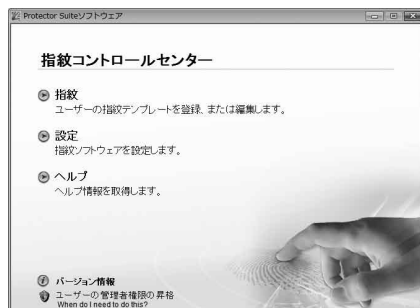 Protector Suiteソフトウェア
指紋コントロールセンター
指紋
ユーザーの指紋テンプレートを登録、または編集します。
設定
指紋ソフトウェアを設定します。
ヘルプ
ヘルプ情報を取得します。
バージョン情報
ユーザーの管理者権限の昇格
When do I need to do this?